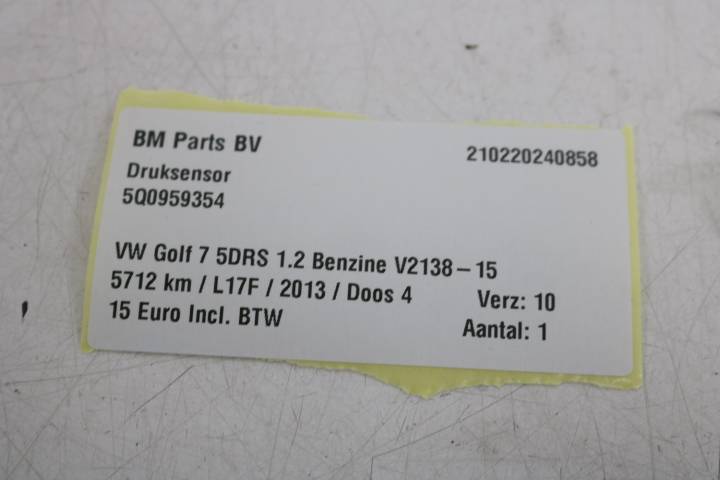 BM Parts BV 210220240858
Druksensor
5Q0959354
VW Golf 7 5DRS 1.2 Benzine V2138 - 15
5712 km / L17F / 2013 / Doos 4 Verz: 10
15 Euro Incl. BTW Aantal: 1